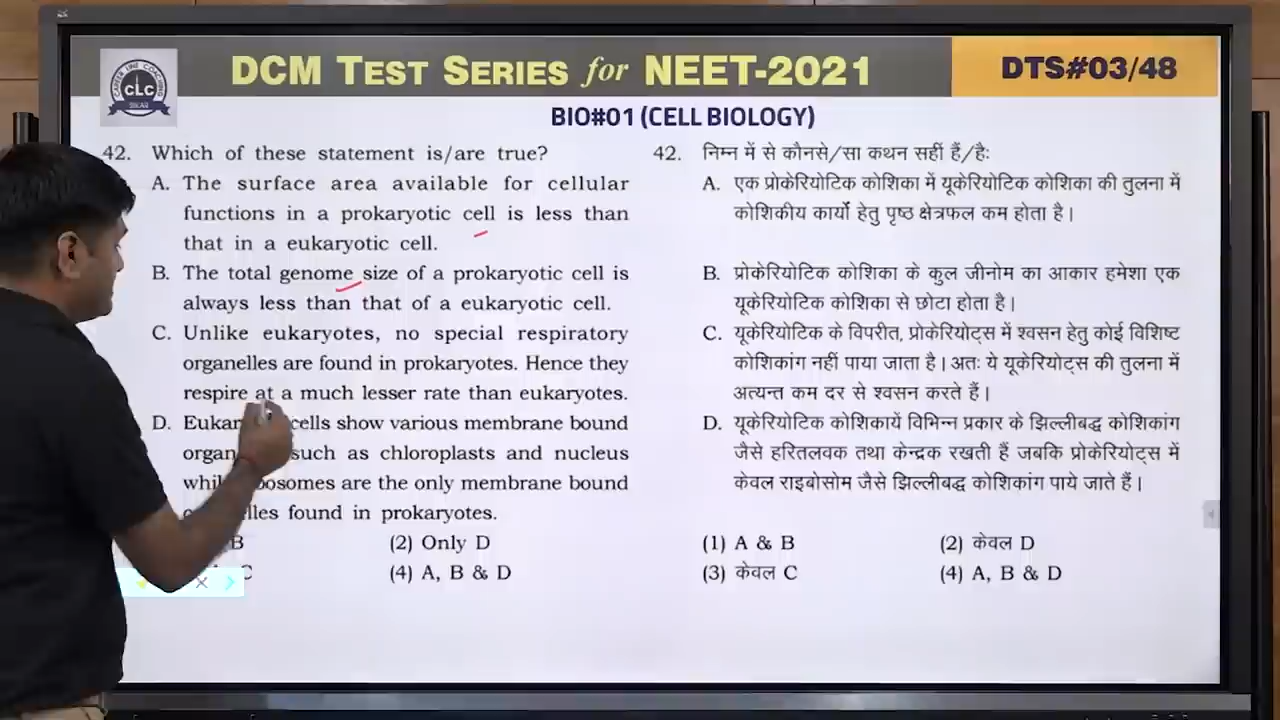 DCM TEST SERIES for NEET-2021
DTS#03/48
CAREER LINE COACHING
CLC
SIKAR
BIO#01 (CELL BIOLOGY)
42. Which of these statement is/are true?
A. The surface area available for cellular
functions in a prokaryotic cell is less than
that in a eukaryotic cell.
B. The total genome size of a prokaryotic cell is
always less than that of a eukaryotic cell.
C. Unlike eukaryotes, no special respiratory
organelles are found in prokaryotes. Hence they
respire at a much lesser rate than eukaryotes.
D. cells show various membrane bound
such as chloroplasts and nucleus
are the only membrane bound
found in prokaryotes.
B (2) Only D
C (4) A, B & D
42. निम्न में से कौनसे/सा कथन सहीं हैं/हैः
A. एक प्रोकेरियोटिक कोशिका में यूकेरियोटिक कोशिका की तुलना में
कोशिकीय कार्यो हेतु पृष्ठ क्षेत्रफल कम होता है।
B. प्रोकेरियोटिक कोशिका के कुल जीनोम का आकार हमेशा एक
यूकेरियोटिक कोशिका से छोटा होता है।
C. यूकेरियोटिक के विपरीत, प्रोकेरियोट्स में श्वसन हेतु कोई विशिष्ट
कोशिकांग नहीं पाया जाता है। अतः ये यूकेरियोट्स की तुलना में
अत्यन्त कम दर से श्वसन करते हैं।
D. यूकेरियोटिक कोशिकायें विभिन्न प्रकार के झिल्लीबद्ध कोशिकांग
जैसे हरितलवक तथा केन्द्रक रखती हैं जबकि प्रोकेरियोट्स में
केवल राइबोसोम जैसे झिल्लीबद्ध कोशिकांग पाये जाते हैं।
(1) A & B (2) केवल D
(3) केवल C (4) A, B & D